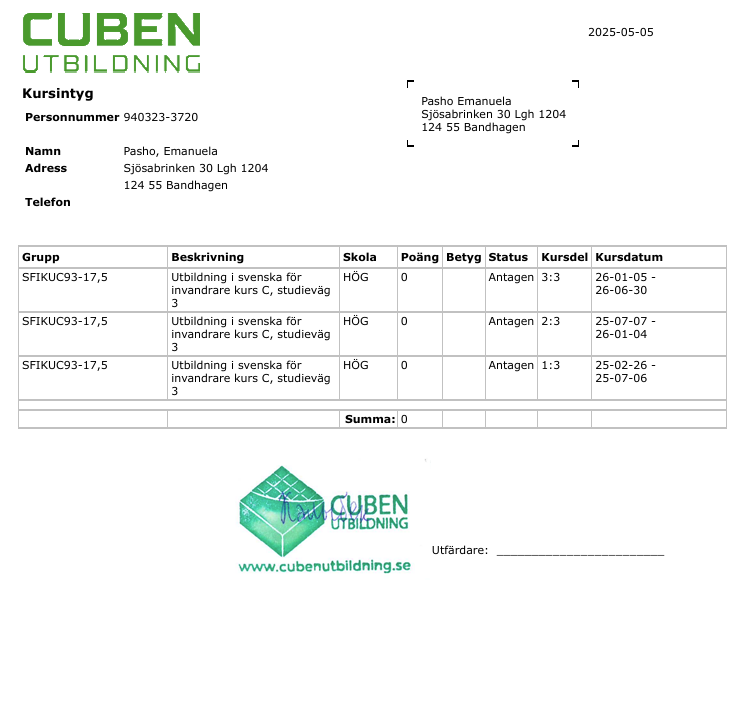 CUBEN
UTBILDNING
2025-05-05
Kursintyg
Personnummer 940323-3720
Pasho Emanuela
Sjösabrinken 30 Lgh 1204
124 55 Bandhagen
Namn Pasho, Emanuela
Adress Sjösabrinken 30 Lgh 1204
124 55 Bandhagen
Telefon
Grupp Beskrivning Skola Poäng Betyg Status Kursdel Kursdatum
SFIKUC93-17,5 Utbildning i svenska för HÖG 0 Antagen 3:3 26-01-05 -
invandrare kurs C, studieväg 26-06-30
3
SFIKUC93-17,5 Utbildning i svenska för HÖG 0 Antagen 2:3 25-07-07 -
invandrare kurs C, studieväg 26-01-04
3
SFIKUC93-17,5 Utbildning i svenska för HÖG 0 Antagen 1:3 25-02-26 -
invandrare kurs C, studieväg 25-07-06
3
Summa: 0
CUBEN
UTBILDNING
www.cubenutbildning.se
Utfärdare: ________________________